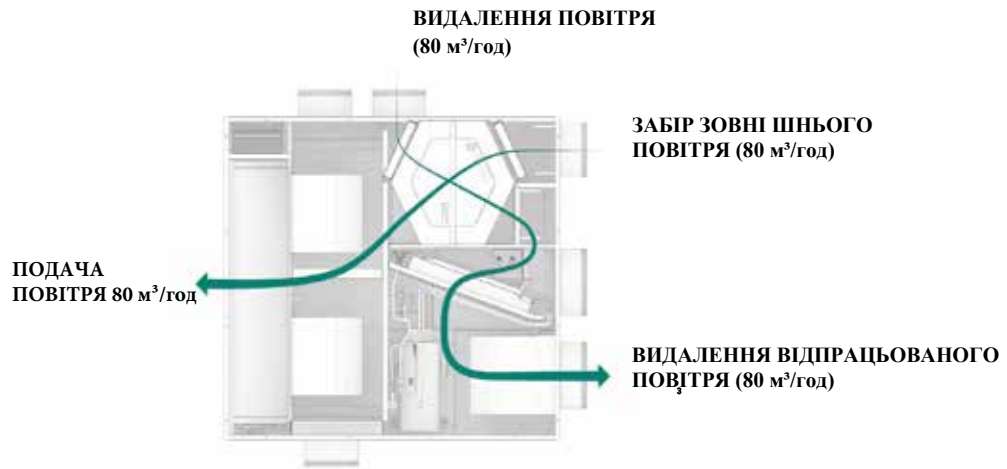 ВИДАЛЕННЯ ПОВІТРЯ
(80 м³/год)
ЗАБІР ЗОВНІ ШНЬОГО
ПОВІТРЯ (80 м³/год)
ПОДАЧА
ПОВІТРЯ 80 м³/год
ВИДАЛЕННЯ ВІДПРАЦЬОВАНОГО
ПОВІТРЯ (80 м³/год)
³